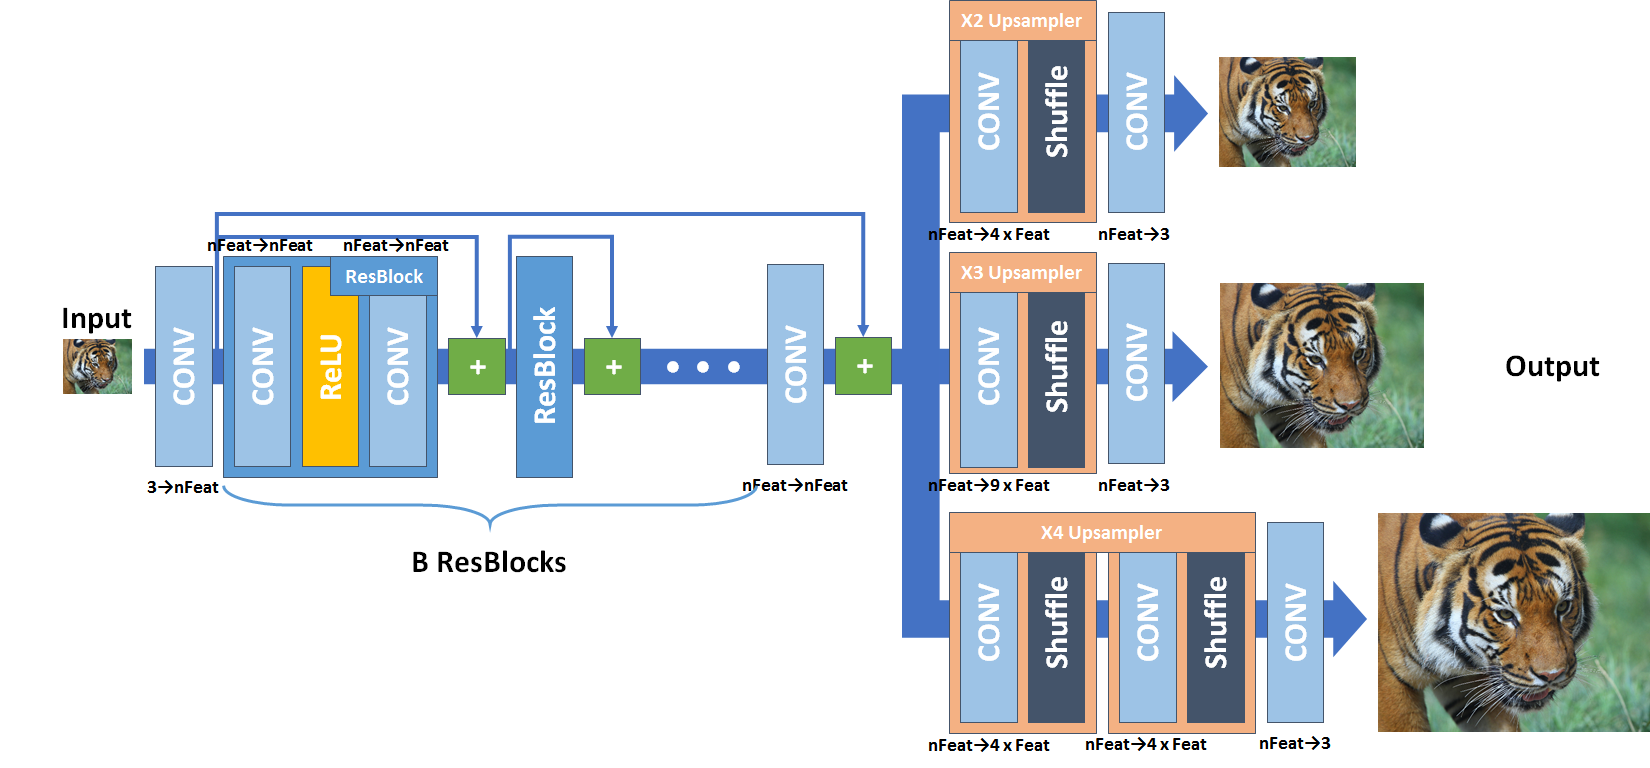 Input
CONV
3→nFeat
nFeat→nFeat
nFeat→nFeat
ResBlock
CONV
ReLU
CONV
+
ResBlock
+
B ResBlocks
CONV
nFeat→nFeat
+
X2 Upsampler
CONV
Shuffle
CONV
nFeat→4 x Feat
nFeat→3
X3 Upsampler
CONV
Shuffle
CONV
nFeat→9 x Feat
nFeat→3
X4 Upsampler
CONV
Shuffle
CONV
Shuffle
CONV
nFeat→4 x Feat
nFeat→4 x Feat
nFeat→3
Output